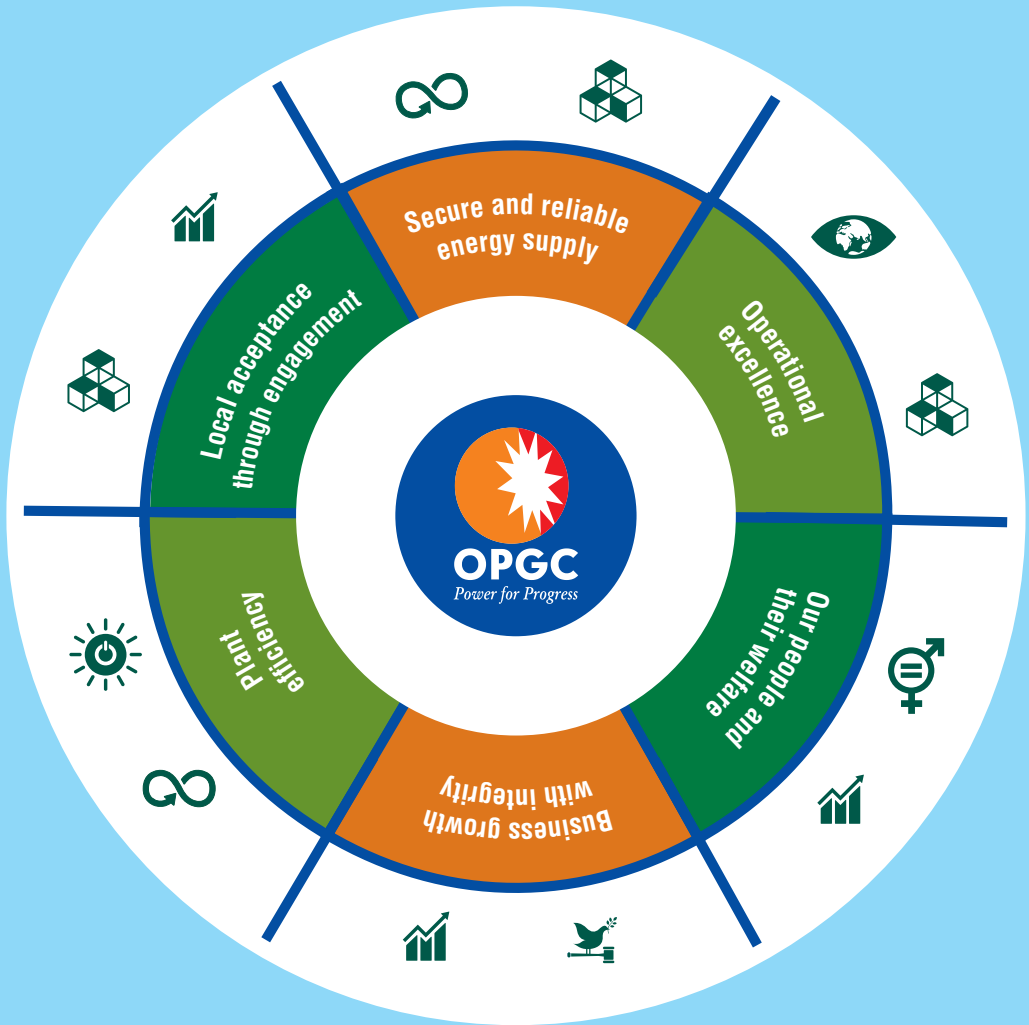 Secure and reliable
energy supply
Operational
excellence
Our people and
their welfare
Business growth
with integrity
Plant
efficiency
Local acceptance
through engagement
OPGC
Power for Progress